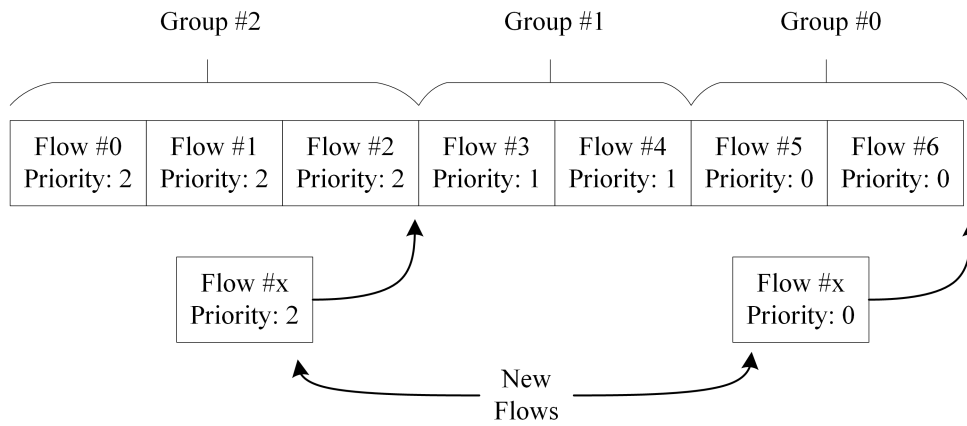 Group #2 Group #1 Group #0
Flow #0 Flow #1 Flow #2 Flow #3 Flow #4 Flow #5 Flow #6
Priority: 2 Priority: 2 Priority: 2 Priority: 1 Priority: 1 Priority: 0 Priority: 0
Flow #x Flow #x
Priority: 2 Priority: 0
New
Flows